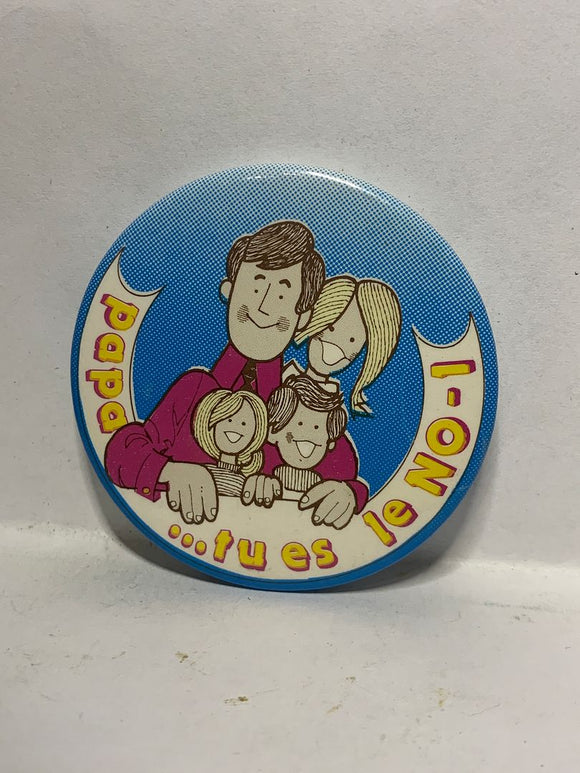 papa
...tu es
le NO-1